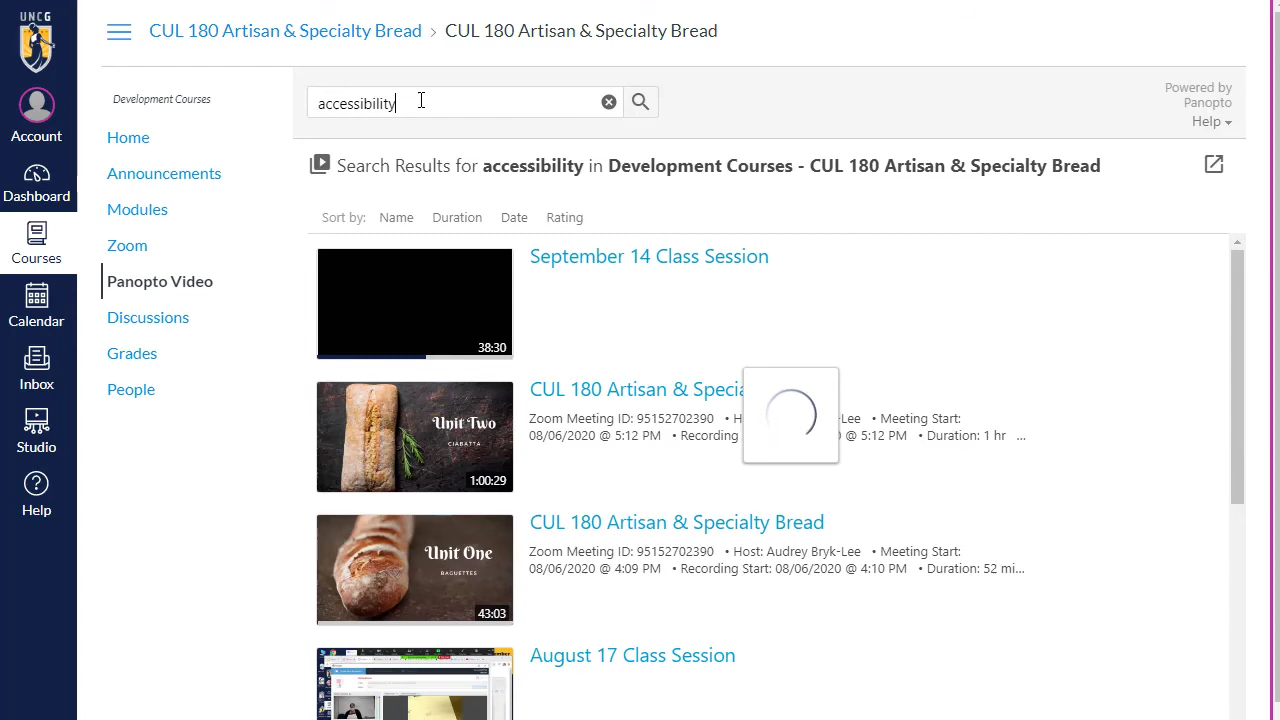 UNCG
Account
Dashboard
Courses
Calendar
Inbox
Studio
Help
CUL 180 Artisan & Specialty Bread › CUL 180 Artisan & Specialty Bread
Development Courses
Home
Announcements
Modules
Zoom
Panopto Video
Discussions
Grades
People
accessibility
Powered by
Panopto
Help
Search Results for accessibility in Development Courses - CUL 180 Artisan & Specialty Bread
Sort by: Name Duration Date Rating
38:30
September 14 Class Session
Unit Two
CIABATTA
1:00:29
CUL 180 Artisan &
Zoom Meeting ID: 95152702390 • Meeting Start:
08/06/2020 @ 5:12 PM • Recording @ 5:12 PM • Duration: 1 hr ...
Unit One
BAGUETTES
43:03
CUL 180 Artisan & Specialty Bread
Zoom Meeting ID: 95152702390 • Host: Audrey Bryk-Lee • Meeting Start:
08/06/2020 @ 4:09 PM • Recording Start: 08/06/2020 @ 4:10 PM • Duration: 52 mi...
August 17 Class Session